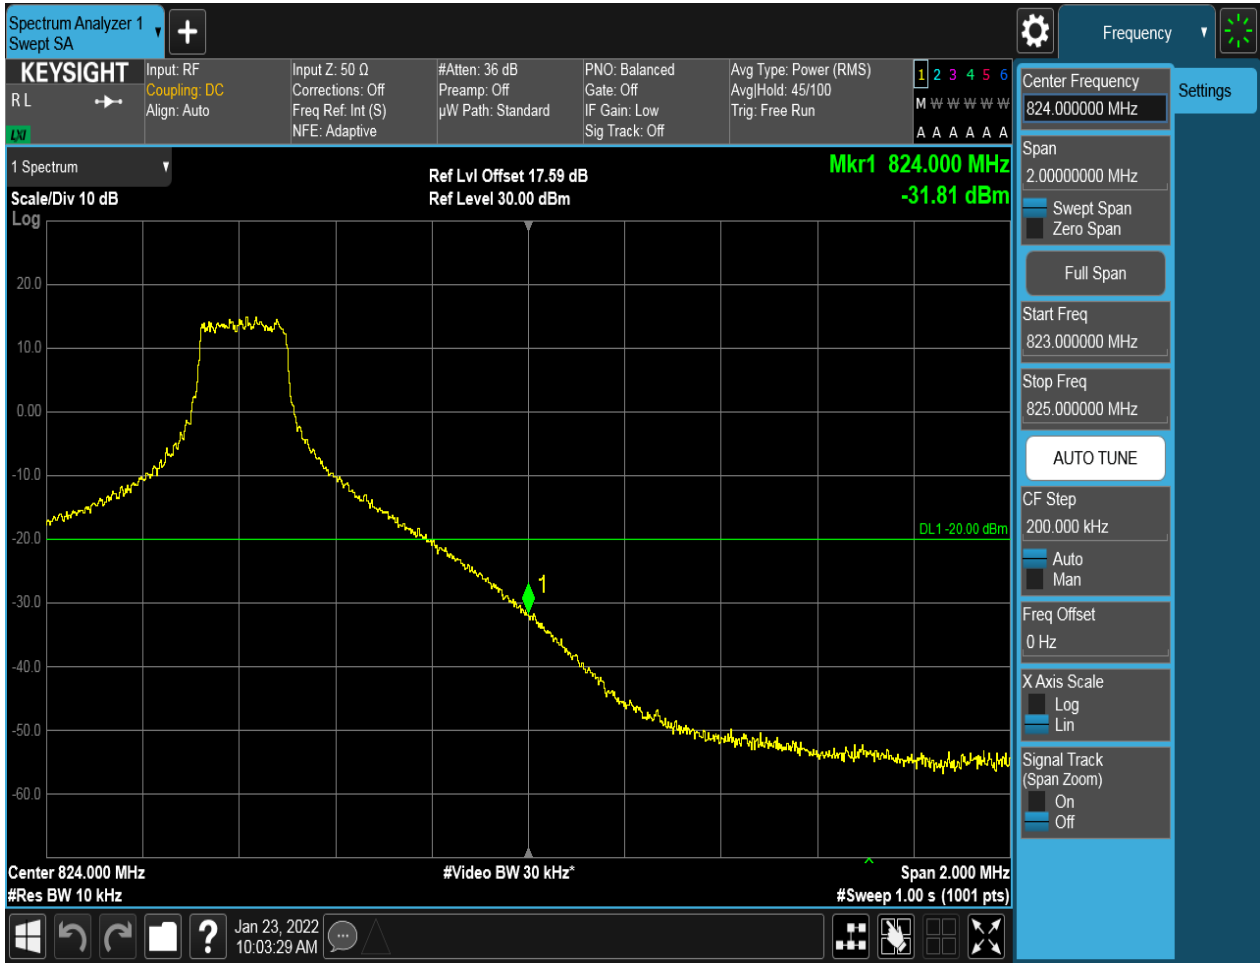 Spectrum Analyzer 1
Swept SA
+
Frequency
KEYSIGHT
R L
LXI
Input: RF
Coupling: DC
Align: Auto
Input Z: 50 Ω
Corrections: Off
Freq Ref: Int (S)
NFE: Adaptive
#Atten: 36 dB
Preamp: Off
µW Path: Standard
PNO: Balanced
Gate: Off
IF Gain: Low
Sig Track: Off
Avg Type: Power (RMS)
Avg|Hold: 45/100
Trig: Free Run
1 2 3 4 5 6
M W W W W W
A A A A A A
1 Spectrum
Scale/Div 10 dB
Log
Ref Lvl Offset 17.59 dB
Ref Level 30.00 dBm
Mkr1 824.000 MHz
-31.81 dBm
20.0
10.0
0.00
-10.0
-20.0
-30.0
-40.0
-50.0
-60.0
DL1 -20.00 dBm
1
Center 824.000 MHz
#Res BW 10 kHz
#Video BW 30 kHz*
Span 2.000 MHz
#Sweep 1.00 s (1001 pts)
Center Frequency
824.000000 MHz
Settings
Span
2.00000000 MHz
Swept Span
Zero Span
Full Span
Start Freq
823.000000 MHz
Stop Freq
825.000000 MHz
AUTO TUNE
CF Step
200.000 kHz
Auto
Man
Freq Offset
0 Hz
X Axis Scale
Log
Lin
Signal Track
(Span Zoom)
On
Off
?
Jan 23, 2022
10:03:29 AM